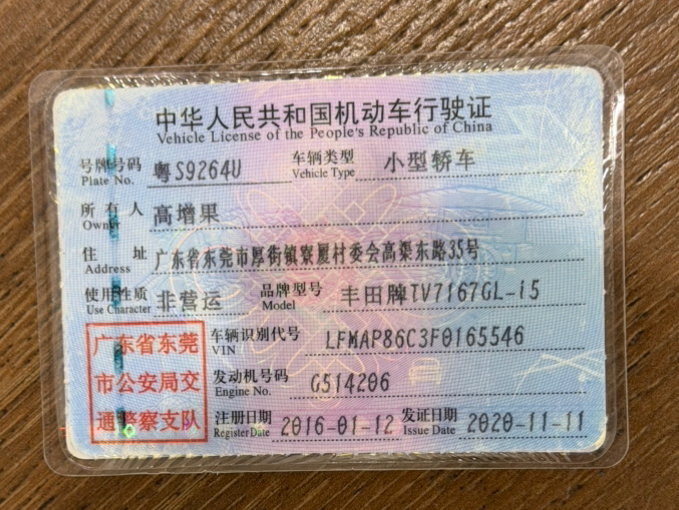 中华人民共和国机动车行驶证
Vehicle License of the People's Republic of China
号牌号码 粤S9264U 车辆类型 小型轿车
Plate No. Vehicle Type
所有人 高增果
Owner
住址 广东省东莞市厚街镇寮厦村委会高渠东路35号
Address
使用性质 非营运 品牌型号 丰田牌TV7167GL-i5
Use Character Model
车辆识别代号 LFMAP86C3F0165546
VIN
发动机号码 G514206
Engine No.
注册日期 2016-01-12 发证日期 2020-11-11
Register Date Issue Date
广东省东莞
市公安局交
通警察支队